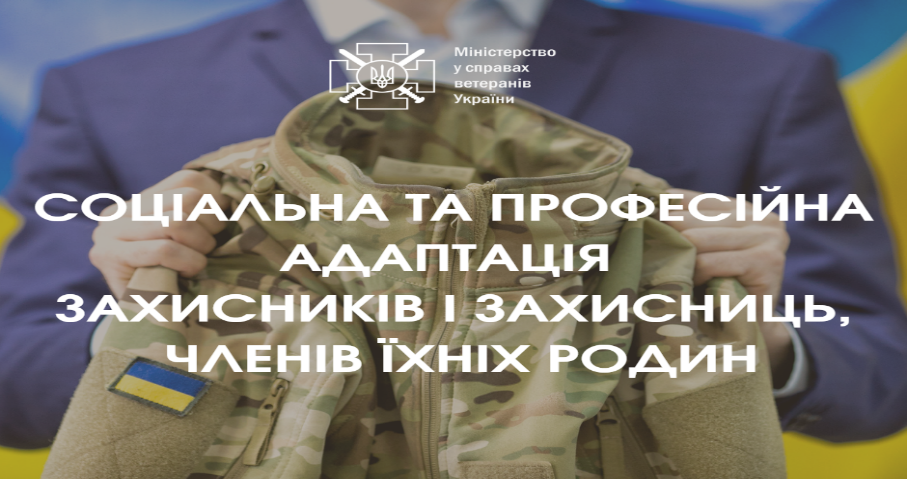 Міністерство
у справах
ветеранів
України
СОЦІАЛЬНА ТА ПРОФЕСІЙНА
АДАПТАЦІЯ
ЗАХИСНИКІВ І ЗАХИСНИЦЬ,
ЧЛЕНІВ ЇХНІХ РОДИН